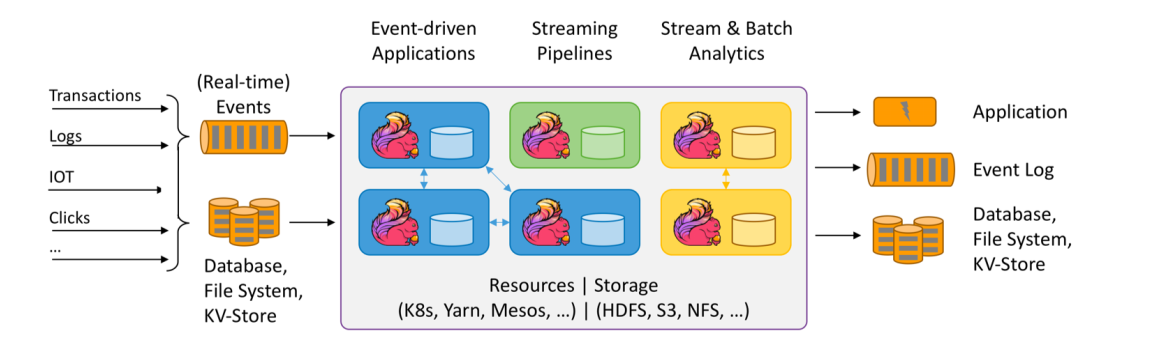 Event-driven
Applications
Streaming
Pipelines
Stream & Batch
Analytics
Transactions
Logs
IOT
Clicks
...
(Real-time)
Events
Database,
File System,
KV-Store
Resources | Storage
(K8s, Yarn, Mesos, ...) | (HDFS, S3, NFS, ...)
Application
Event Log
Database,
File System,
KV-Store